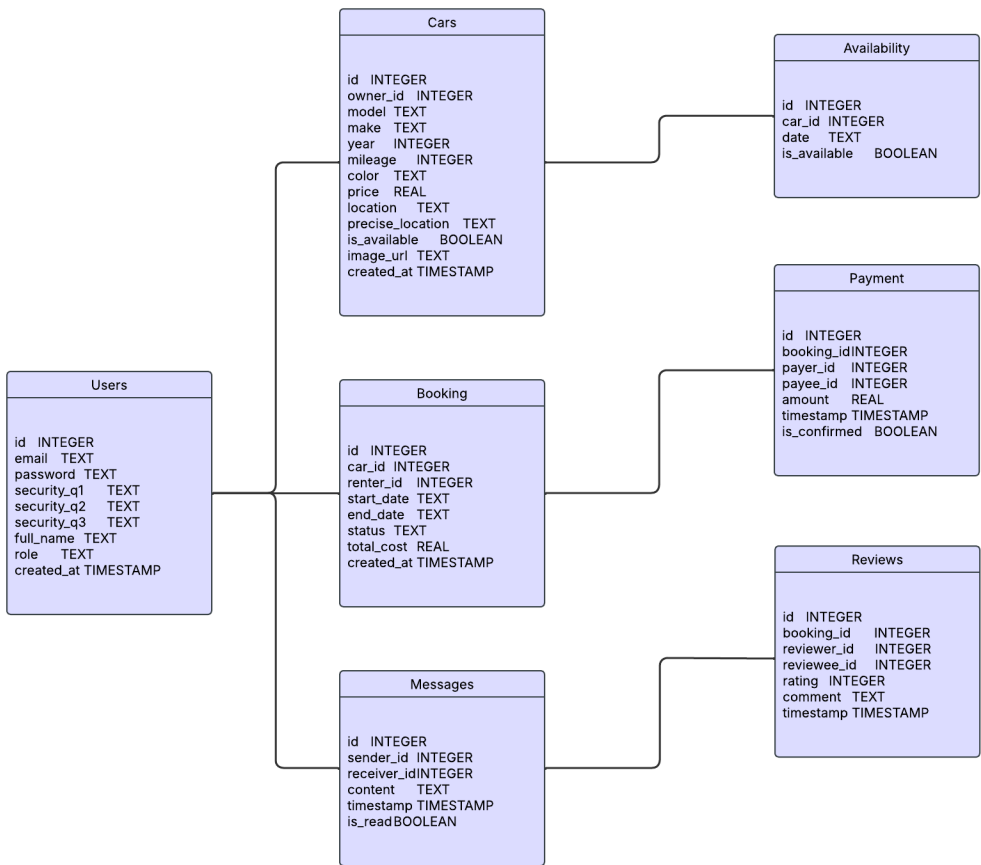 Cars
id INTEGER
owner_id INTEGER
model TEXT
make TEXT
year INTEGER
mileage INTEGER
color TEXT
price REAL
location TEXT
precise_location TEXT
is_available BOOLEAN
image_url TEXT
created_at TIMESTAMP
Availability
id INTEGER
car_id INTEGER
date TEXT
is_available BOOLEAN
Payment
id INTEGER
booking_idINTEGER
payer_id INTEGER
payee_id INTEGER
amount REAL
timestamp TIMESTAMP
is_confirmed BOOLEAN
Users
id INTEGER
email TEXT
password TEXT
security_q1 TEXT
security_q2 TEXT
security_q3 TEXT
full_name TEXT
role TEXT
created_at TIMESTAMP
Booking
id INTEGER
car_id INTEGER
renter_id INTEGER
start_date TEXT
end_date TEXT
status TEXT
total_cost REAL
created_at TIMESTAMP
Reviews
id INTEGER
booking_id INTEGER
reviewer_id INTEGER
reviewee_id INTEGER
rating INTEGER
comment TEXT
timestamp TIMESTAMP
Messages
id INTEGER
sender_id INTEGER
receiver_idINTEGER
content TEXT
timestamp TIMESTAMP
is_readBOOLEAN